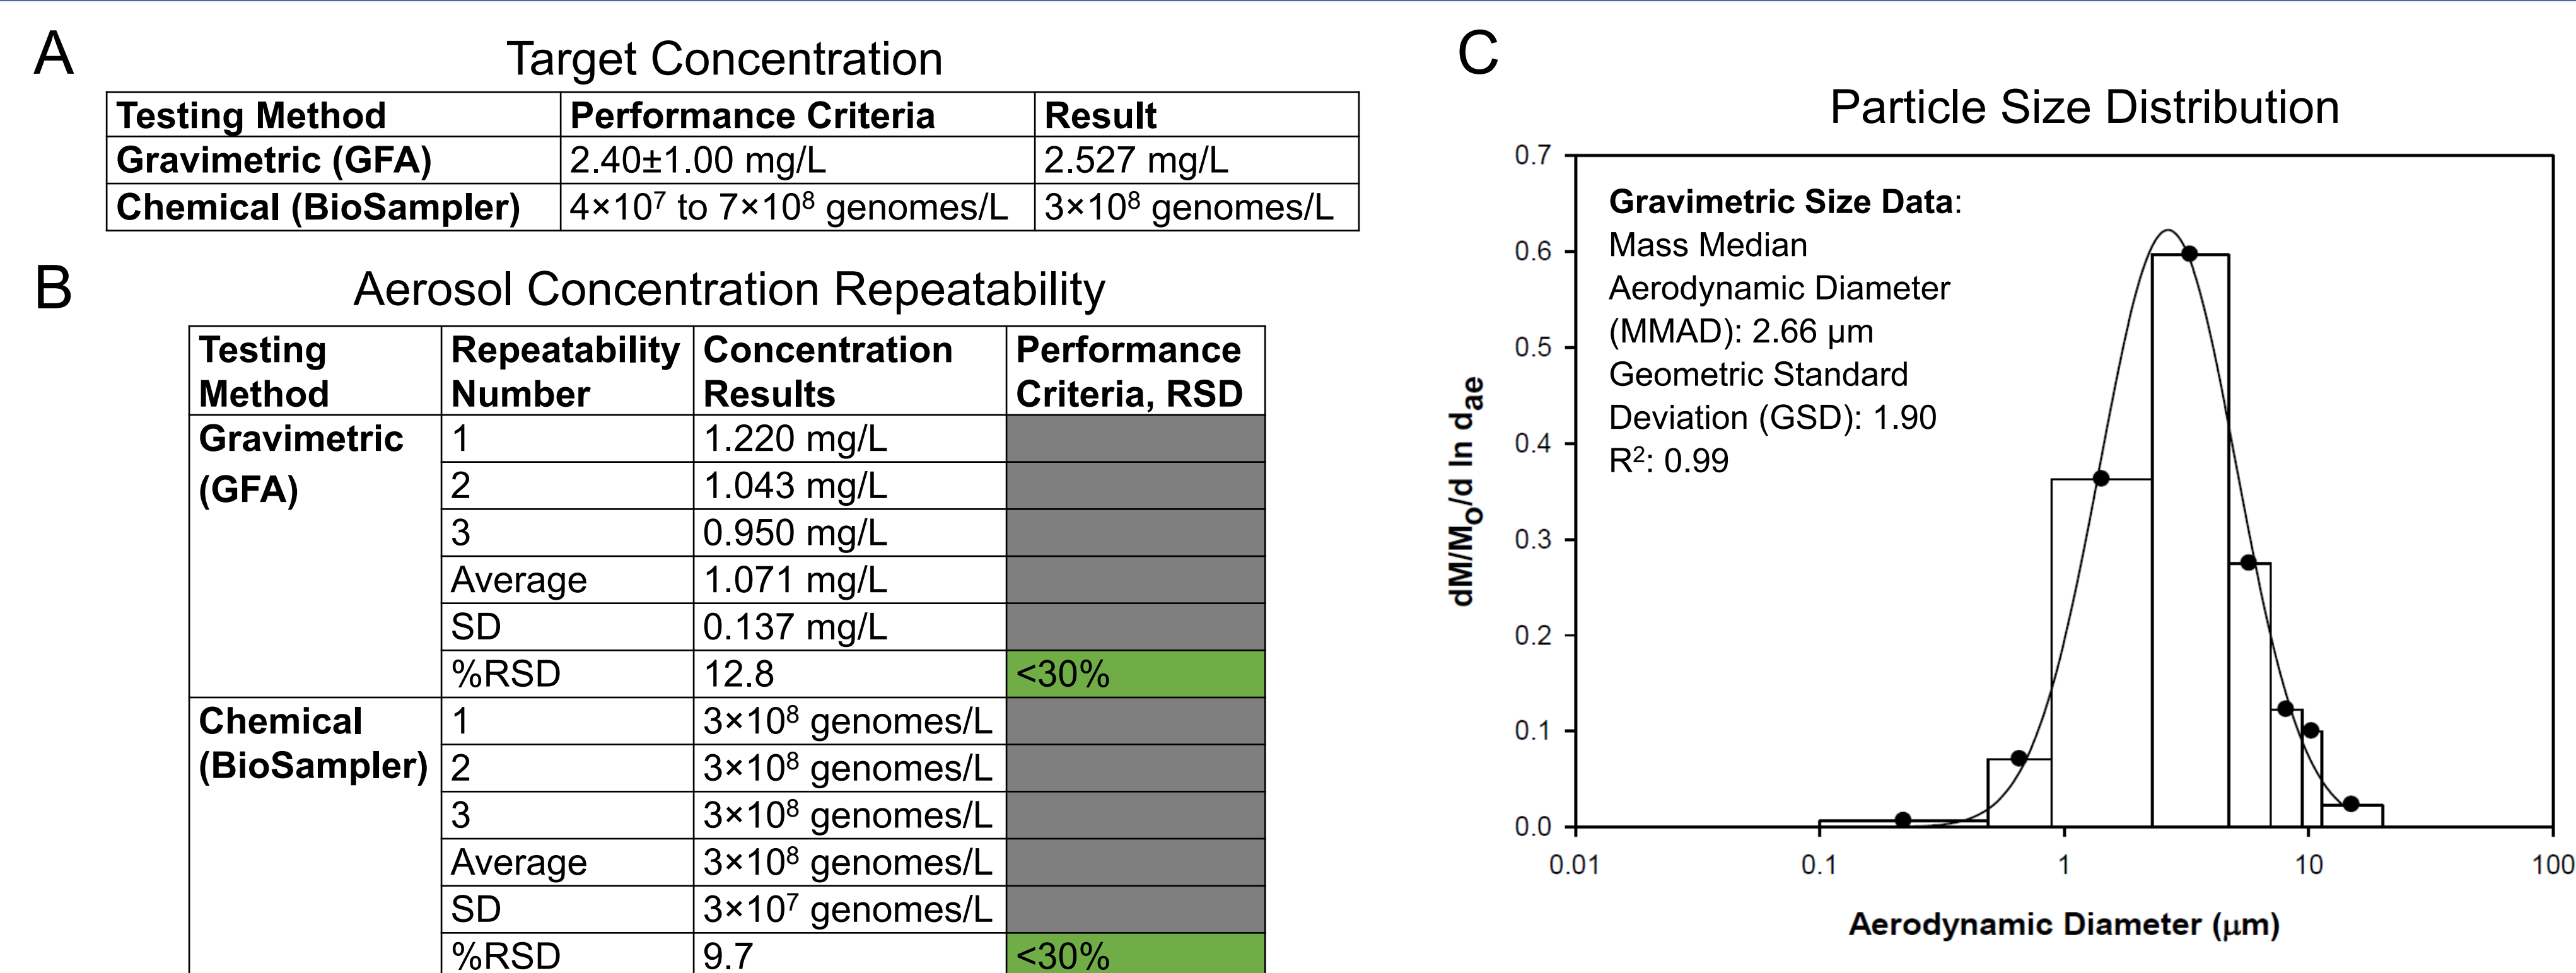 A
Target Concentration
Testing Method Performance Criteria Result
Gravimetric (GFA) 2.40±1.00 mg/L 2.527 mg/L
Chemical (BioSampler) 4×10⁷ to 7×10⁸ genomes/L 3×10⁸ genomes/L
B
Aerosol Concentration Repeatability
Testing Method Repeatability Number Concentration Results Performance Criteria, RSD
Gravimetric (GFA) 1 1.220 mg/L
2 1.043 mg/L
3 0.950 mg/L
Average 1.071 mg/L
SD 0.137 mg/L
%RSD 12.8 <30%
Chemical (BioSampler) 1 3×10⁸ genomes/L
2 3×10⁸ genomes/L
3 3×10⁸ genomes/L
Average 3×10⁸ genomes/L
SD 3×10⁷ genomes/L
%RSD 9.7 <30%
C
Particle Size Distribution
Gravimetric Size Data:
Mass Median
Aerodynamic Diameter
(MMAD): 2.66 µm
Geometric Standard
Deviation (GSD): 1.90
R²: 0.99
dM/Mo/d ln dae
0.7
0.6
0.5
0.4
0.3
0.2
0.1
0.0
0.01 0.1 1 10 100
Aerodynamic Diameter (µm)